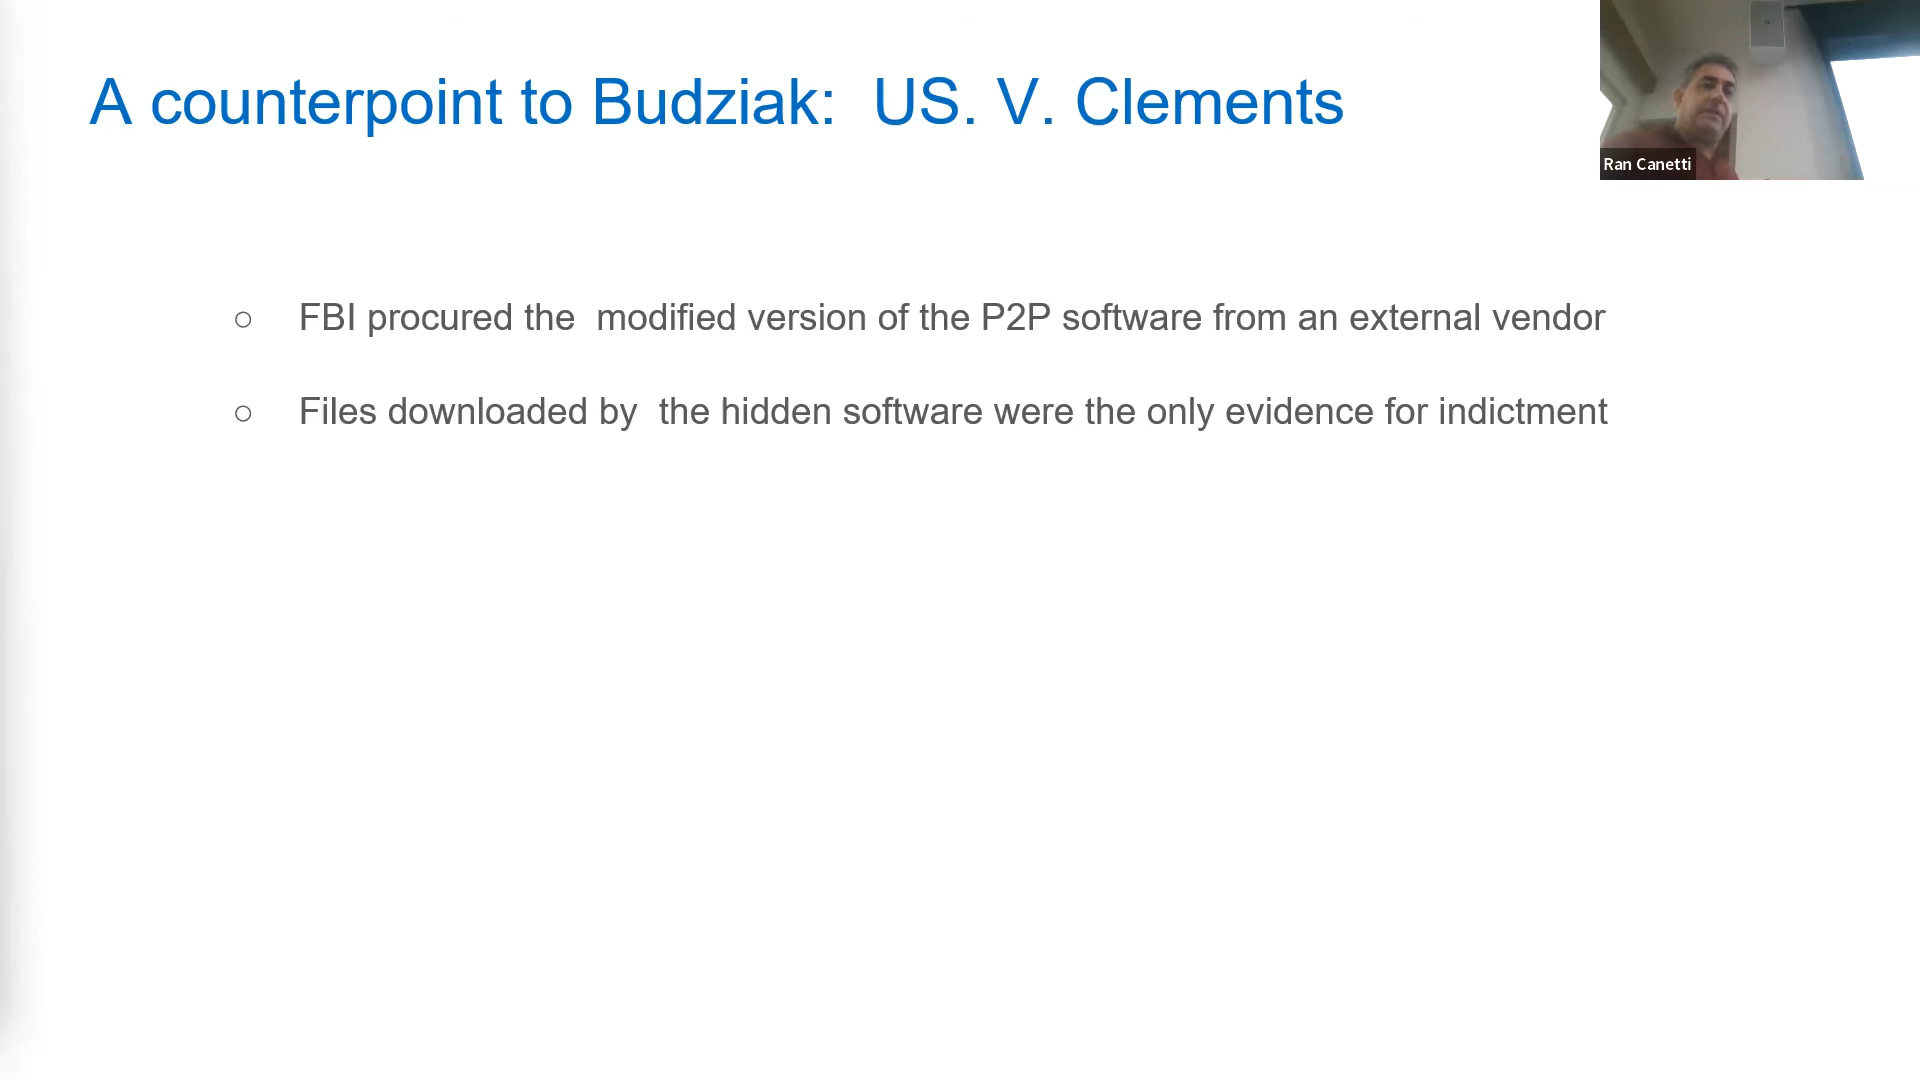 A counterpoint to Budziak:  US. V. Clements
Ran Canetti
○ FBI procured the  modified version of the P2P software from an external vendor
○ Files downloaded by  the hidden software were the only evidence for indictment